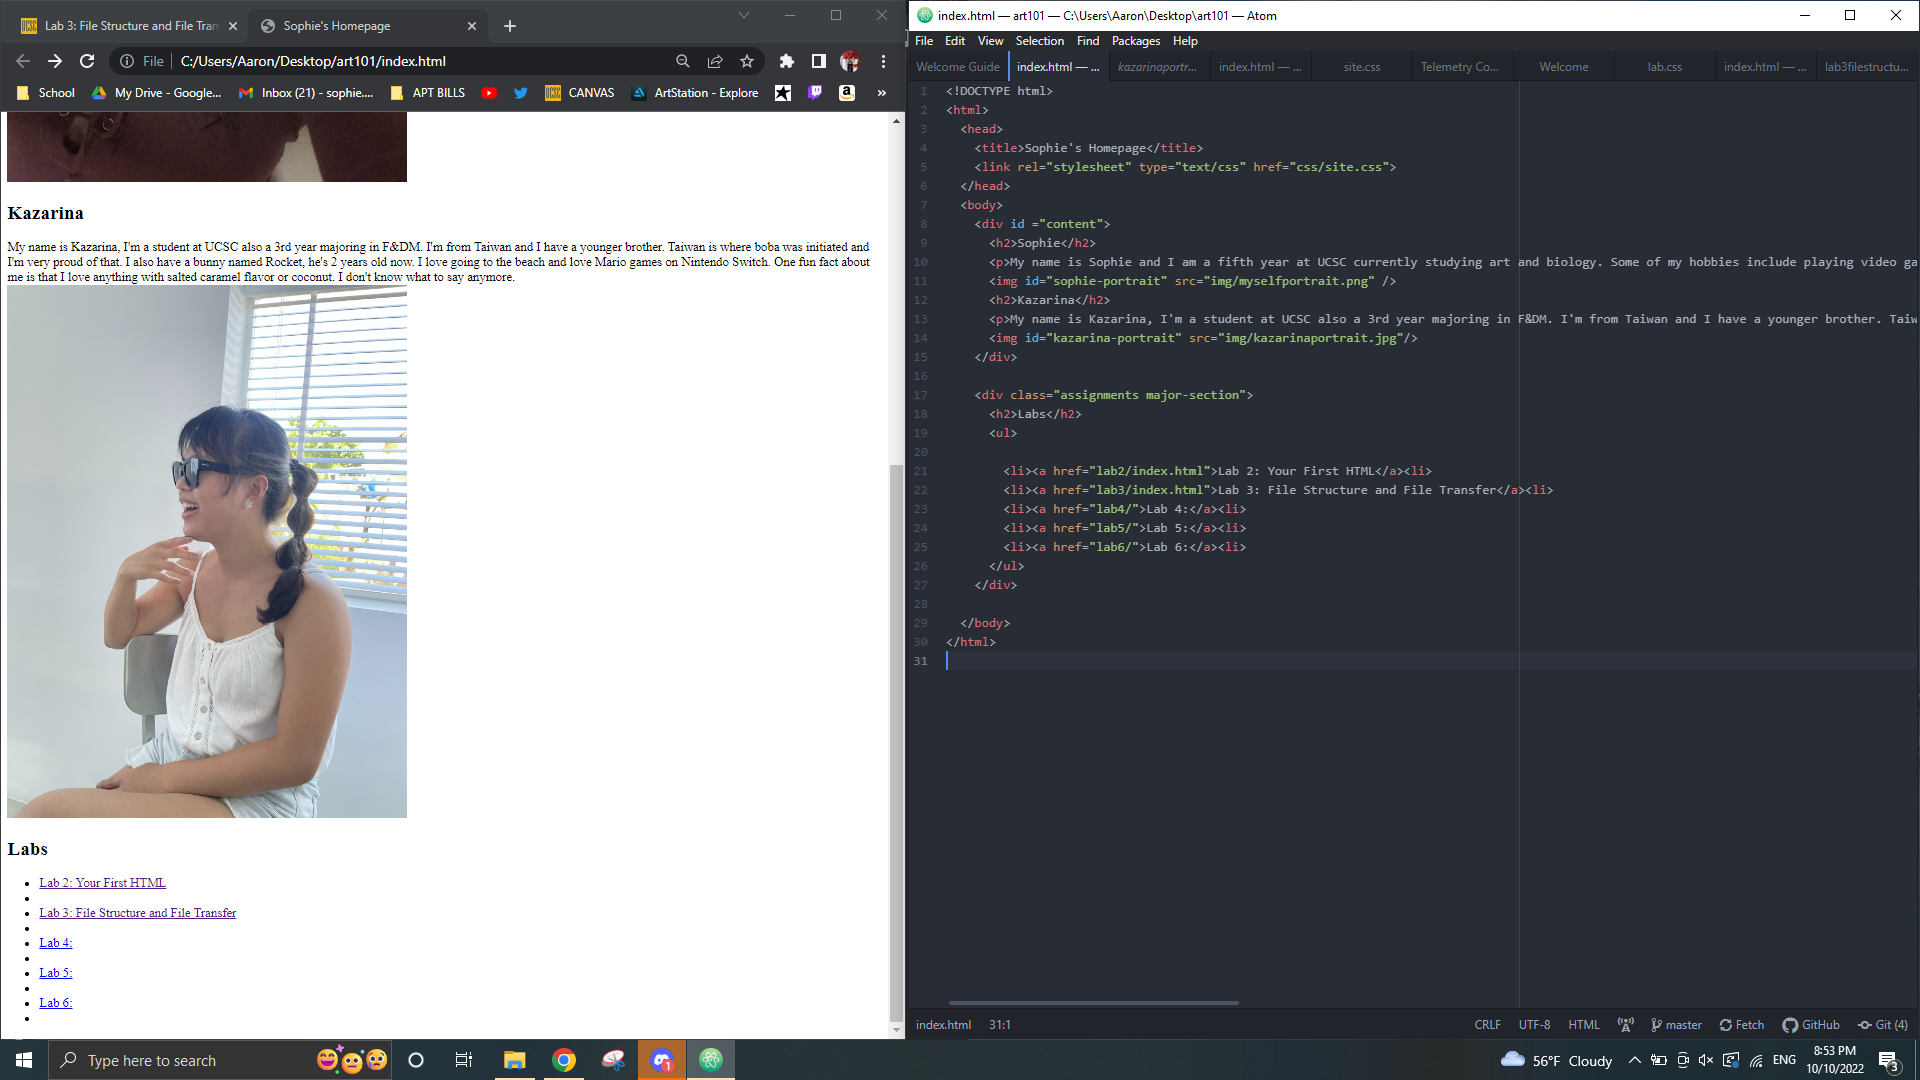 Lab 3: File Structure and File Tran
Sophie's Homepage
File
C:/Users/Aaron/Desktop/art101/index.html
School
My Drive - Google...
Inbox (21) - sophie....
APT BILLS
CANVAS
ArtStation - Explore
»
Kazarina
My name is Kazarina, I'm a student at UCSC also a 3rd year majoring in F&DM. I'm from Taiwan and I have a younger brother. Taiwan is where boba was initiated and
I'm very proud of that. I also have a bunny named Rocket, he's 2 years old now. I love going to the beach and love Mario games on Nintendo Switch. One fun fact about
me is that I love anything with salted caramel flavor or coconut. I don't know what to say anymore.
Labs
Lab 2: Your First HTML
Lab 3: File Structure and File Transfer
Lab 4:
Lab 5:
Lab 6:
index.html — art101 — C:\Users\Aaron\Desktop\art101 — Atom
File Edit View Selection Find Packages Help
Welcome Guide
index.html — ...
kazarinaportr...
index.html — ...
site.css
Telemetry Co...
Welcome
lab.css
index.html — ...
lab3filestructu...
1 <!DOCTYPE html>
2 <html>
3 <head>
4 <title>Sophie's Homepage</title>
5 <link rel="stylesheet" type="text/css" href="css/site.css">
6 </head>
7 <body>
8 <div id ="content">
9 <h2>Sophie</h2>
10 <p>My name is Sophie and I am a fifth year at UCSC currently studying art and biology. Some of my hobbies include playing video ga
11 <img id="sophie-portrait" src="img/myselfportrait.png" />
12 <h2>Kazarina</h2>
13 <p>My name is Kazarina, I'm a student at UCSC also a 3rd year majoring in F&DM. I'm from Taiwan and I have a younger brother. Taiw
14 <img id="kazarina-portrait" src="img/kazarinaportrait.jpg"/>
15 </div>
16
17 <div class="assignments major-section">
18 <h2>Labs</h2>
19 <ul>
20
21 <li><a href="lab2/index.html">Lab 2: Your First HTML</a><li>
22 <li><a href="lab3/index.html">Lab 3: File Structure and File Transfer</a><li>
23 <li><a href="lab4/">Lab 4:</a><li>
24 <li><a href="lab5/">Lab 5:</a><li>
25 <li><a href="lab6/">Lab 6:</a><li>
26 </ul>
27 </div>
28
29 </body>
30 </html>
31
index.html 31:1
CRLF UTF-8 HTML master Fetch GitHub Git (4)
Type here to search
1
56°F Cloudy
ENG
8:53 PM
10/10/2022
3